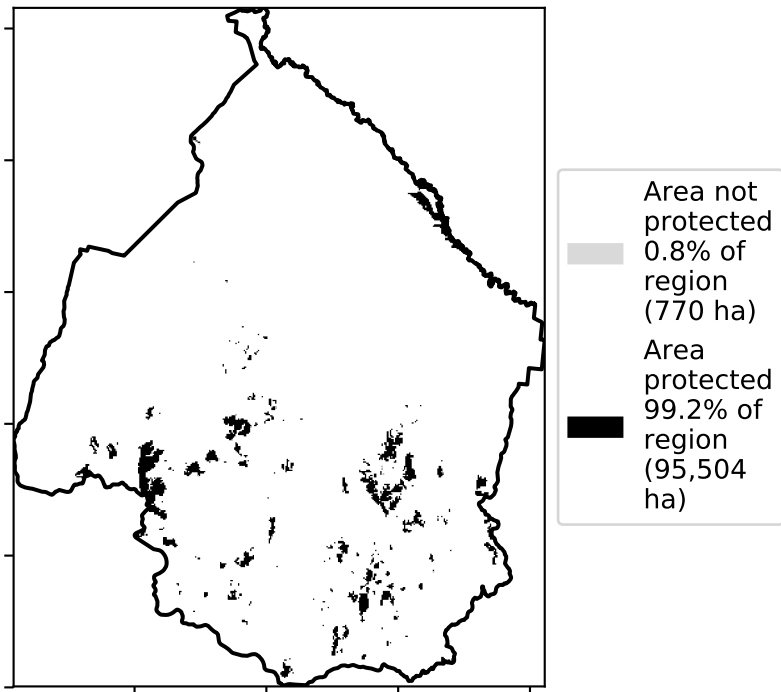 Area not
protected
0.8% of
region
(770 ha)
Area
protected
99.2% of
region
(95,504
ha)